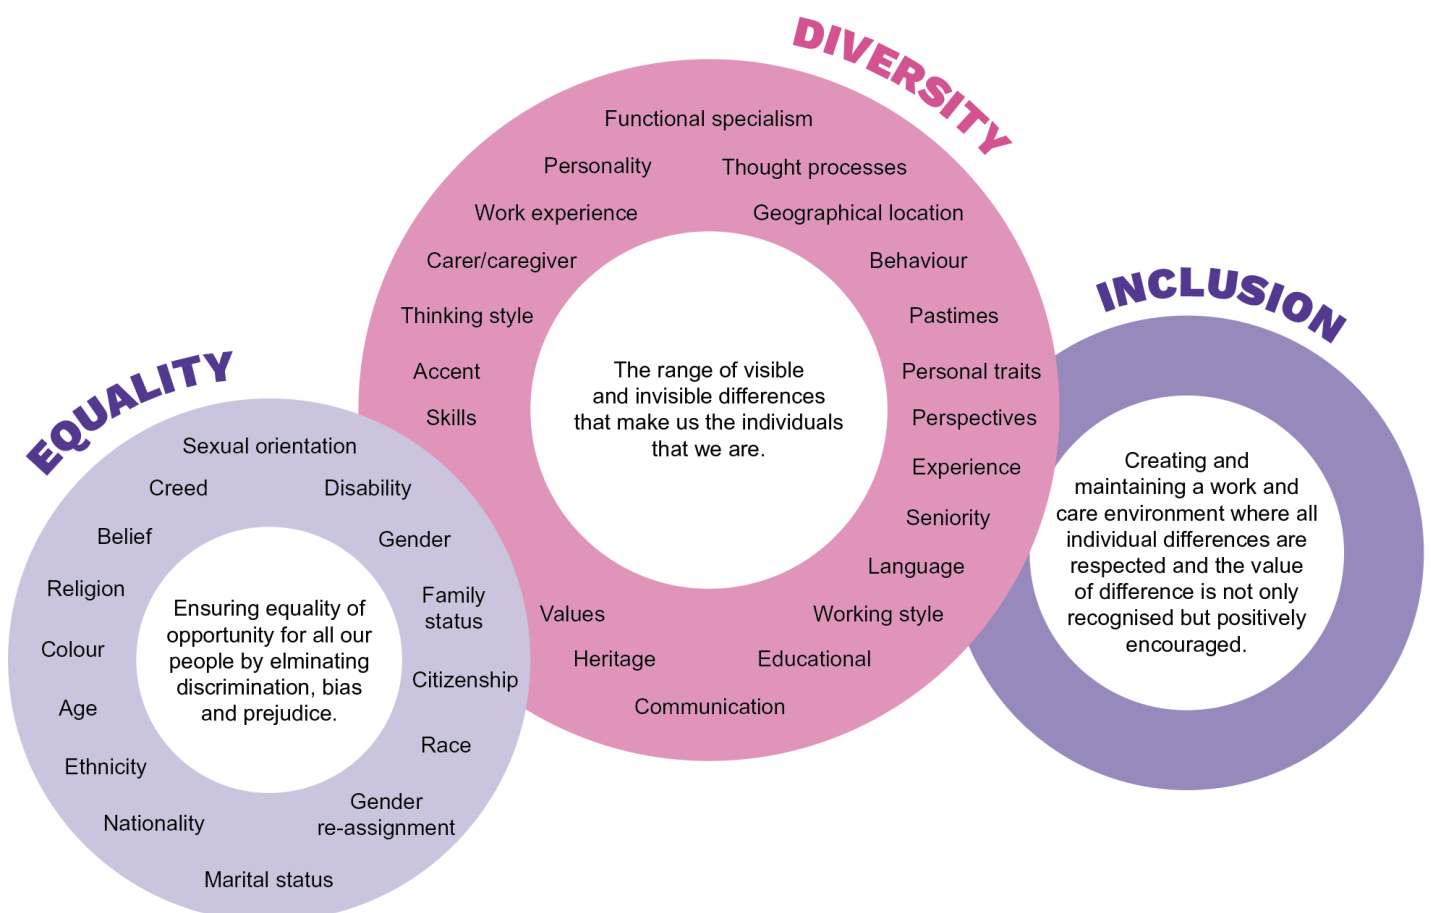 EQUALITY
Sexual orientation
Creed
Disability
Belief
Gender
Religion
Family
status
Colour
Citizenship
Age
Race
Ethnicity
Gender
re-assignment
Nationality
Marital status
Ensuring equality of
opportunity for all our
people by elminating
discrimination, bias
and prejudice.
DIVERSITY
Functional specialism
Personality
Thought processes
Work experience
Geographical location
Carer/caregiver
Behaviour
Thinking style
Pastimes
Accent
Personal traits
Skills
Perspectives
Experience
Seniority
Language
Values
Working style
Heritage
Educational
Communication
The range of visible
and invisible differences
that make us the individuals
that we are.
INCLUSION
Creating and
maintaining a work and
care environment where all
individual differences are
respected and the value
of difference is not only
recognised but positively
encouraged.